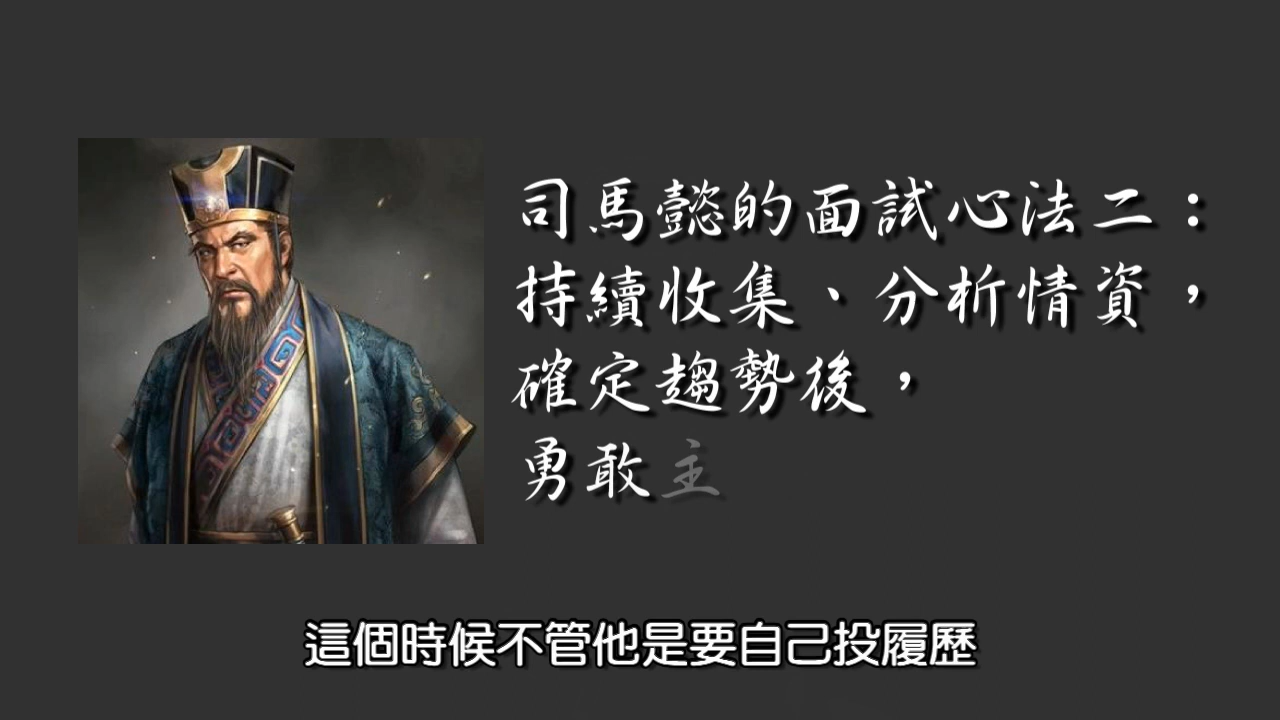 司馬懿的面試心法二：
持續收集、分析情資，
確定趨勢後，
勇敢主
這個時候不管他是要自己投履歷